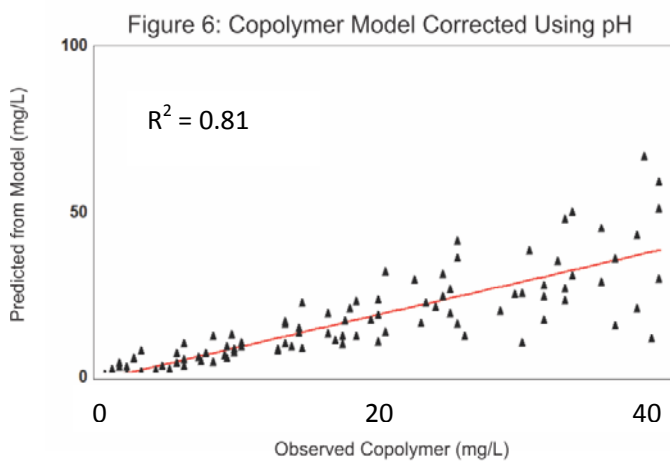 Figure 6: Copolymer Model Corrected Using pH
100
R² = 0.81
Predicted from Model (mg/L)
50
0
0 20 40
Observed Copolymer (mg/L)